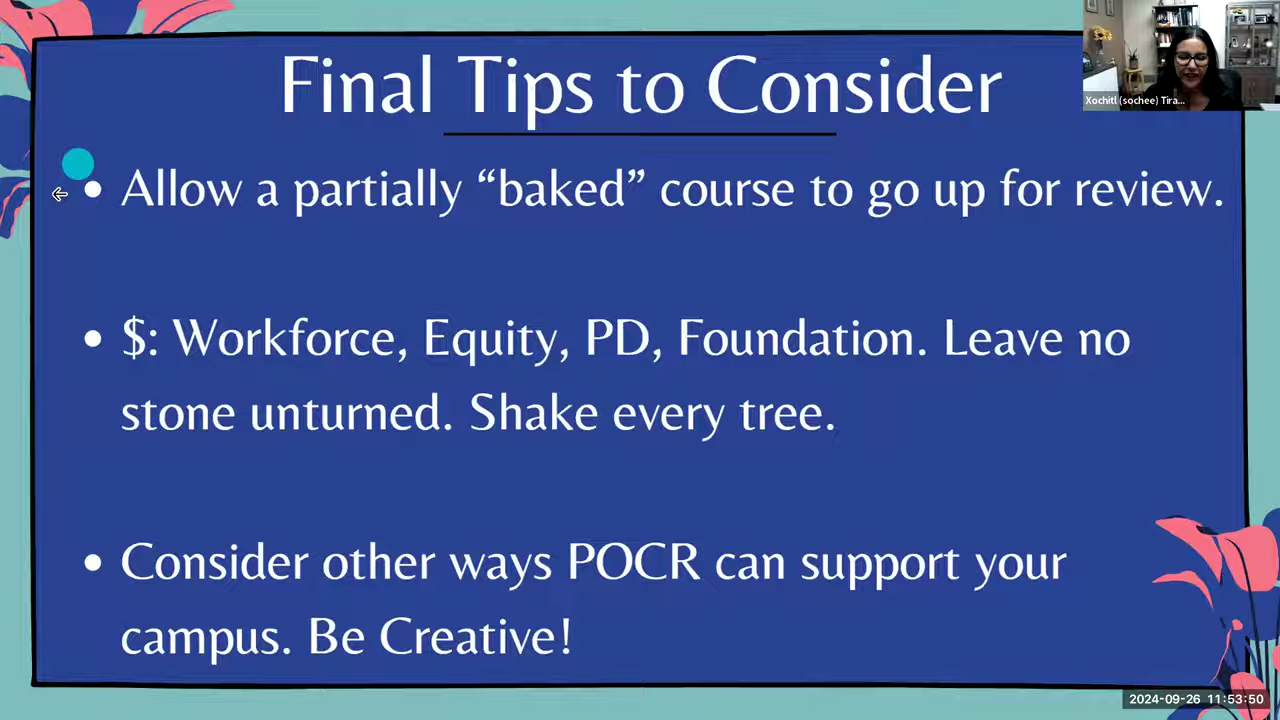 Final Tips to Consider
Xochitl (sochee) Tira...
• Allow a partially “baked” course to go up for review.
• $: Workforce, Equity, PD, Foundation. Leave no
stone unturned. Shake every tree.
• Consider other ways POCR can support your
campus. Be Creative!
2024-09-26 11:53:50